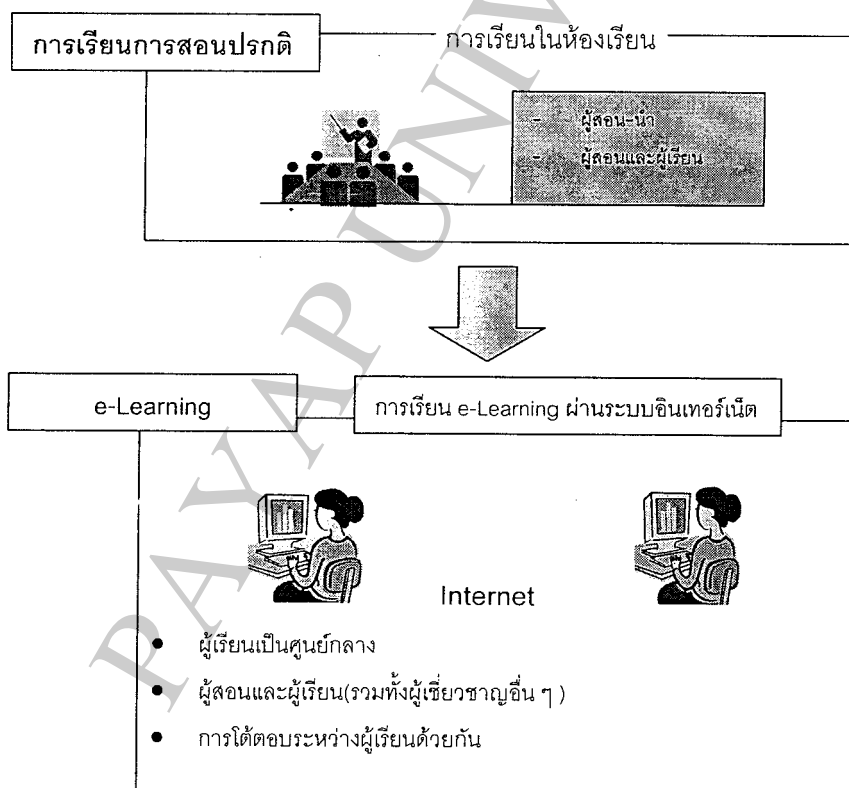 การเรียนการสอนปรกติ
การเรียนในห้องเรียน
- ผู้สอน-นำ
- ผู้สอนและผู้เรียน
e-Learning
การเรียน e-Learning ผ่านระบบอินเทอร์เน็ต
Internet
● ผู้เรียนเป็นศูนย์กลาง
● ผู้สอนและผู้เรียน(รวมทั้งผู้เชี่ยวชาญอื่น ๆ )
● การโต้ตอบระหว่างผู้เรียนด้วยกัน
PAYAP UNIV